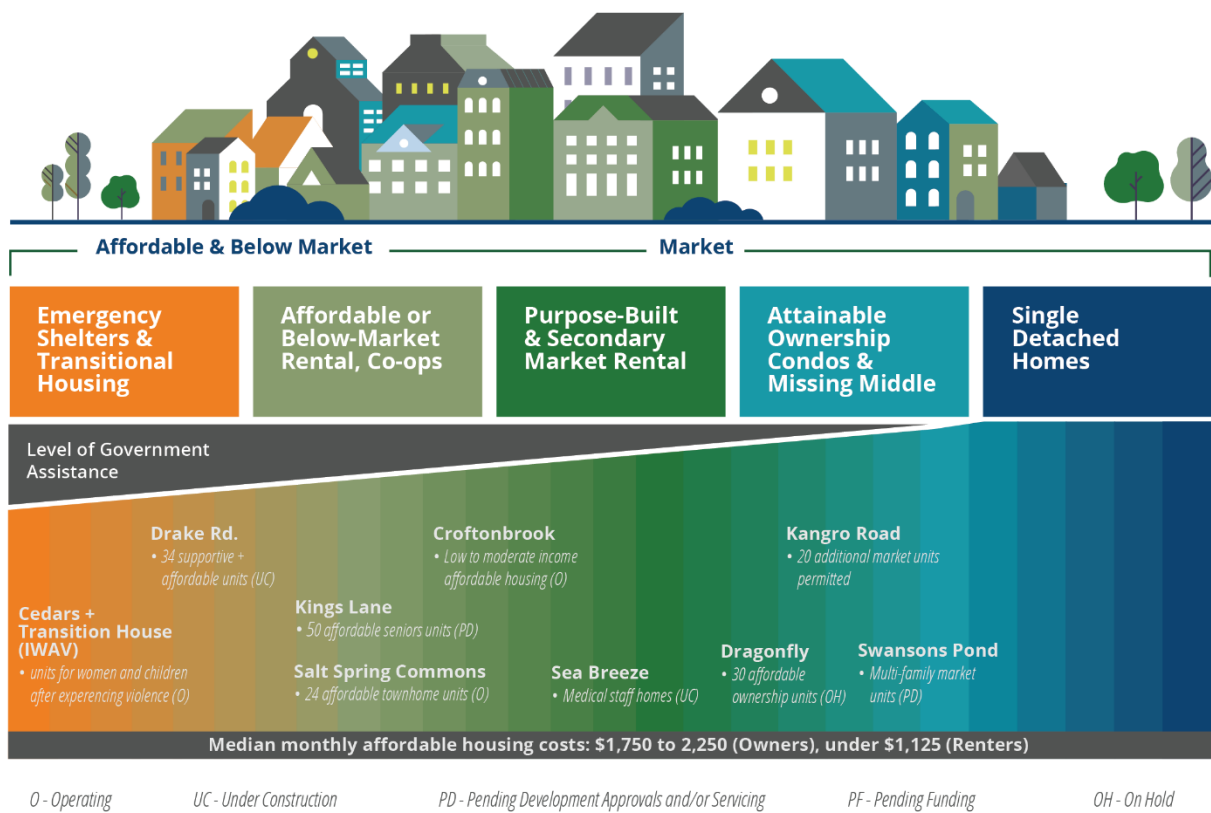 Affordable & Below Market
Market
Emergency
Shelters &
Transitional
Housing
Affordable or
Below-Market
Rental, Co-ops
Purpose-Built
& Secondary
Market Rental
Attainable
Ownership
Condos &
Missing Middle
Single
Detached
Homes
Level of Government
Assistance
Drake Rd.
• 34 supportive +
affordable units (UC)
Croftonbrook
• Low to moderate income
affordable housing (O)
Kangro Road
• 20 additional market units
permitted
Cedars +
Transition House
(IWAV)
• units for women and children
after experencing violence (O)
Kings Lane
• 50 affordable seniors units (PD)
Salt Spring Commons
• 24 affordable townhome units (O)
Sea Breeze
• Medical staff homes (UC)
Dragonfly
• 30 affordable
ownership units (OH)
Swansons Pond
• Multi-family market
units (PD)
Median monthly affordable housing costs: $1,750 to 2,250 (Owners), under $1,125 (Renters)
O - Operating
UC - Under Construction
PD - Pending Development Approvals and/or Servicing
PF - Pending Funding
OH - On Hold